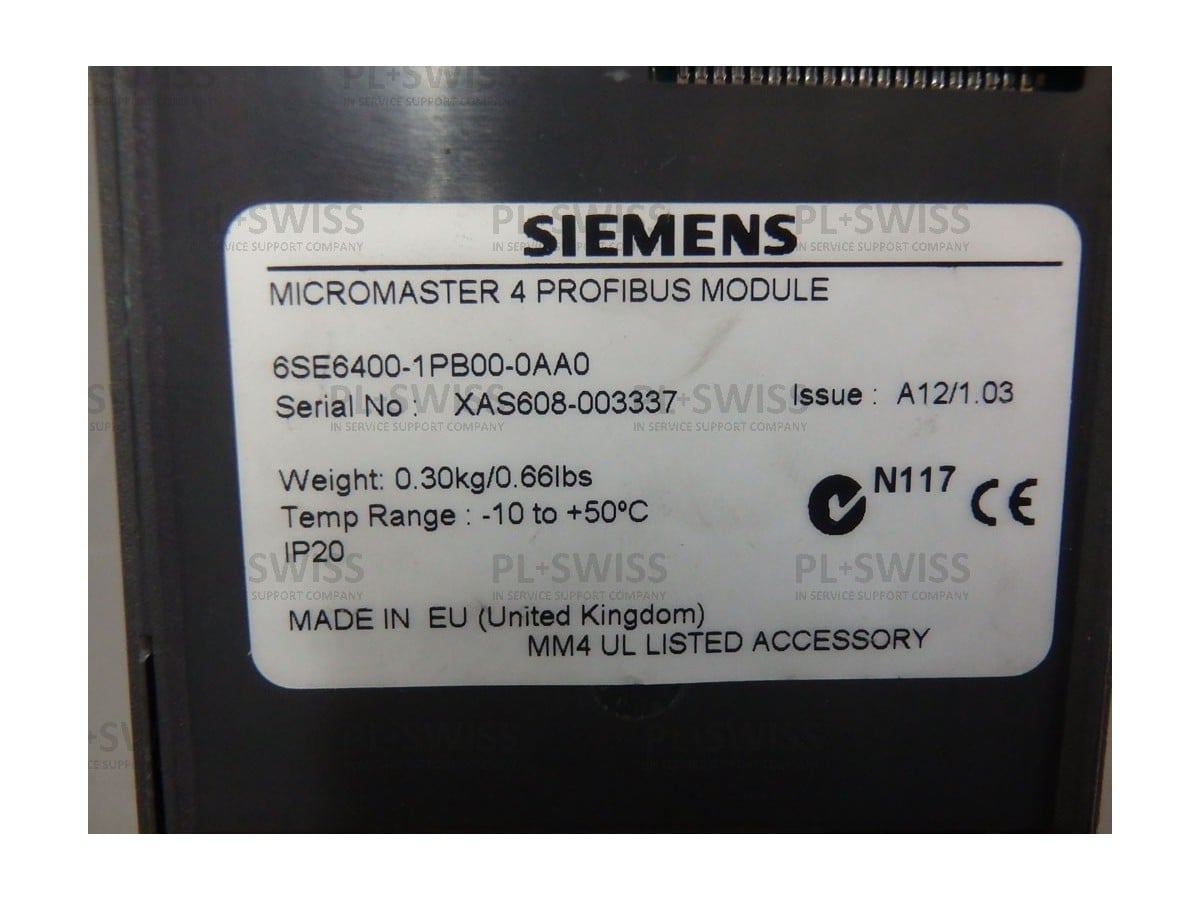 SIEMENS
MICROMASTER 4 PROFIBUS MODULE
6SE6400-1PB00-0AA0
Serial No : XAS608-003337 Issue : A12/1.03
Weight: 0.30kg/0.66lbs
Temp Range : -10 to +50ºC
N117 CE
IP20
MADE IN EU (United Kingdom)
MM4 UL LISTED ACCESSORY
PL+SWISS
IN SERVICE SUPPORT COMPANY